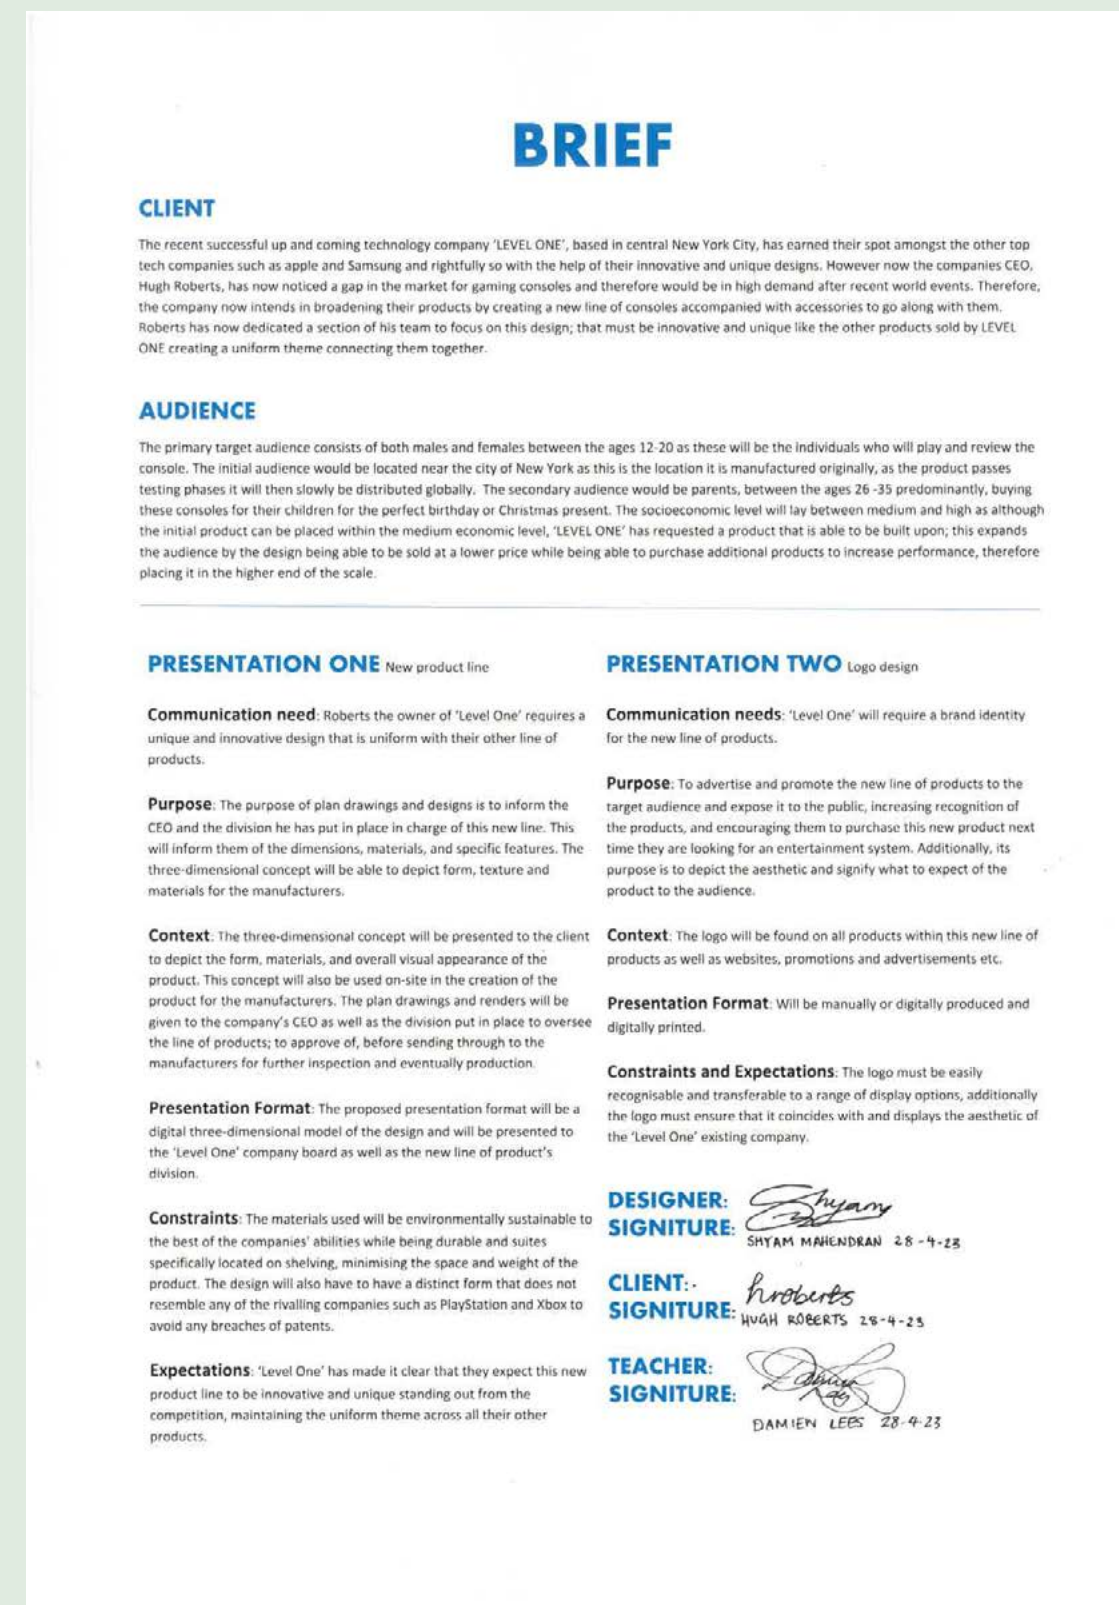 BRIEF
CLIENT
The recent successful up and coming technology company 'LEVEL ONE', based in central New York City, has earned their spot amongst the other top
tech companies such as apple and Samsung and rightfully so with the help of their innovative and unique designs. However now the companies CEO,
Hugh Roberts, has now noticed a gap in the market for gaming consoles and therefore would be in high demand after recent world events. Therefore,
the company now intends in broadening their products by creating a new line of consoles accompanied with accessories to go along with them.
Roberts has now dedicated a section of his team to focus on this design; that must be innovative and unique like the other products sold by LEVEL
ONE creating a uniform theme connecting them together.
AUDIENCE
The primary target audience consists of both males and females between the ages 12-20 as these will be the individuals who will play and review the
console. The initial audience would be located near the city of New York as this is the location it is manufactured originally, as the product passes
testing phases it will then slowly be distributed globally. The secondary audience would be parents, between the ages 26 -35 predominantly, buying
these consoles for their children for the perfect birthday or Christmas present. The socioeconomic level will lay between medium and high as although
the initial product can be placed within the medium economic level, 'LEVEL ONE' has requested a product that is able to be built upon; this expands
the audience by the design being able to be sold at a lower price while being able to purchase additional products to increase performance, therefore
placing it in the higher end of the scale.
PRESENTATION ONE New product line
Communication need: Roberts the owner of 'Level One' requires a
unique and innovative design that is uniform with their other line of
products.
Purpose: The purpose of plan drawings and designs is to inform the
CEO and the division he has put in place in charge of this new line. This
will inform them of the dimensions, materials, and specific features. The
three-dimensional concept will be able to depict form, texture and
materials for the manufacturers.
Context: The three-dimensional concept will be presented to the client
to depict the form, materials, and overall visual appearance of the
product. This concept will also be used on-site in the creation of the
product for the manufacturers. The plan drawings and renders will be
given to the company's CEO as well as the division put in place to oversee
the line of products; to approve of, before sending through to the
manufacturers for further inspection and eventually production.
Presentation Format: The proposed presentation format will be a
digital three-dimensional model of the design and will be presented to
the 'Level One' company board as well as the new line of product's
division.
Constraints: The materials used will be environmentally sustainable to
the best of the companies' abilities while being durable and suites
specifically located on shelving, minimising the space and weight of the
product. The design will also have to have a distinct form that does not
resemble any of the rivalling companies such as PlayStation and Xbox to
avoid any breaches of patents.
Expectations: 'Level One' has made it clear that they expect this new
product line to be innovative and unique standing out from the
competition, maintaining the uniform theme across all their other
products.
PRESENTATION TWO Logo design
Communication needs: 'Level One' will require a brand identity
for the new line of products.
Purpose: To advertise and promote the new line of products to the
target audience and expose it to the public, increasing recognition of
the products, and encouraging them to purchase this new product next
time they are looking for an entertainment system. Additionally, its
purpose is to depict the aesthetic and signify what to expect of the
product to the audience.
Context: The logo will be found on all products within this new line of
products as well as websites, promotions and advertisements etc.
Presentation Format: Will be manually or digitally produced and
digitally printed.
Constraints and Expectations: The logo must be easily
recognisable and transferable to a range of display options, additionally
the logo must ensure that it coincides with and displays the aesthetic of
the 'Level One' existing company.
DESIGNER:
SIGNITURE: Shyam
SHYAM MAHENDRAN 28-4-23
CLIENT:
SIGNITURE: hroberts
HUGH ROBERTS 28-4-23
TEACHER:
SIGNITURE:
DAMIEN LEES 28-4-23